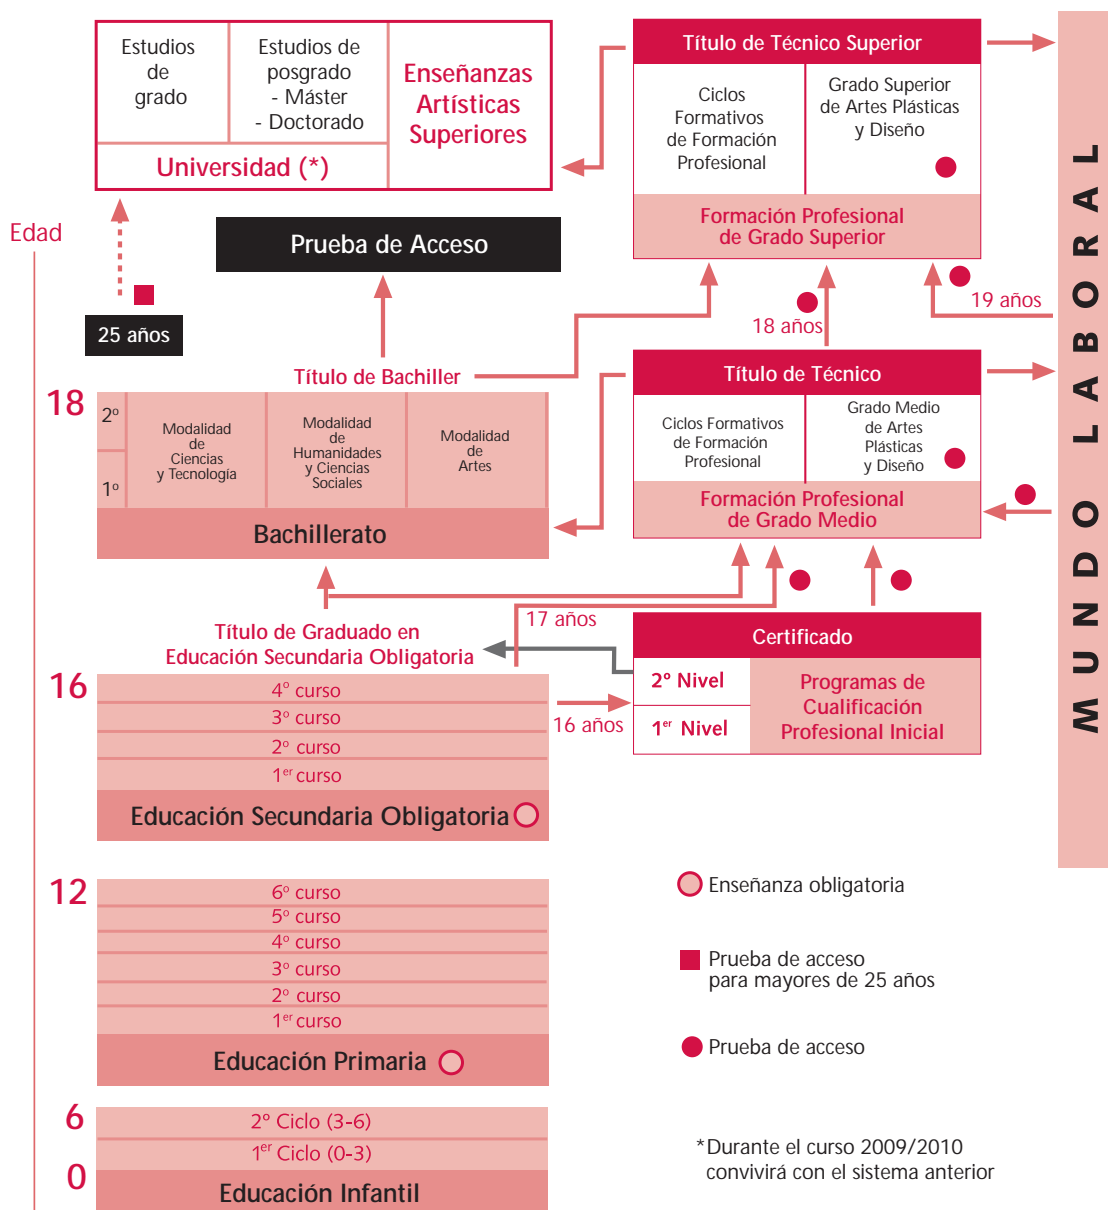 Estudios
de
grado
Estudios de
posgrado
- Máster
- Doctorado
Universidad (*)
Enseñanzas
Artísticas
Superiores
Título de Técnico Superior
Ciclos
Formativos
de Formación
Profesional
Grado Superior
de Artes Plásticas
y Diseño
Formación Profesional
de Grado Superior
MUNDO LABORAL
Edad
Prueba de Acceso
25 años
19 años
18 años
Título de Bachiller
18
2º
1º
Modalidad
de
Ciencias
y Tecnología
Modalidad
de
Humanidades
y Ciencias
Sociales
Modalidad
de
Artes
Bachillerato
Título de Técnico
Ciclos Formativos
de Formación
Profesional
Grado Medio
de Artes
Plásticas
y Diseño
Formación Profesional
de Grado Medio
17 años
Título de Graduado en
Educación Secundaria Obligatoria
Certificado
2º Nivel
1er Nivel
Programas de
Cualificación
Profesional Inicial
16 años
16
4º curso
3º curso
2º curso
1er curso
Educación Secundaria Obligatoria
12
6º curso
5º curso
4º curso
3º curso
2º curso
1er curso
Educación Primaria
6
2º Ciclo (3-6)
1er Ciclo (0-3)
0
Educación Infantil
Enseñanza obligatoria
Prueba de acceso
para mayores de 25 años
Prueba de acceso
*Durante el curso 2009/2010
convivirá con el sistema anterior